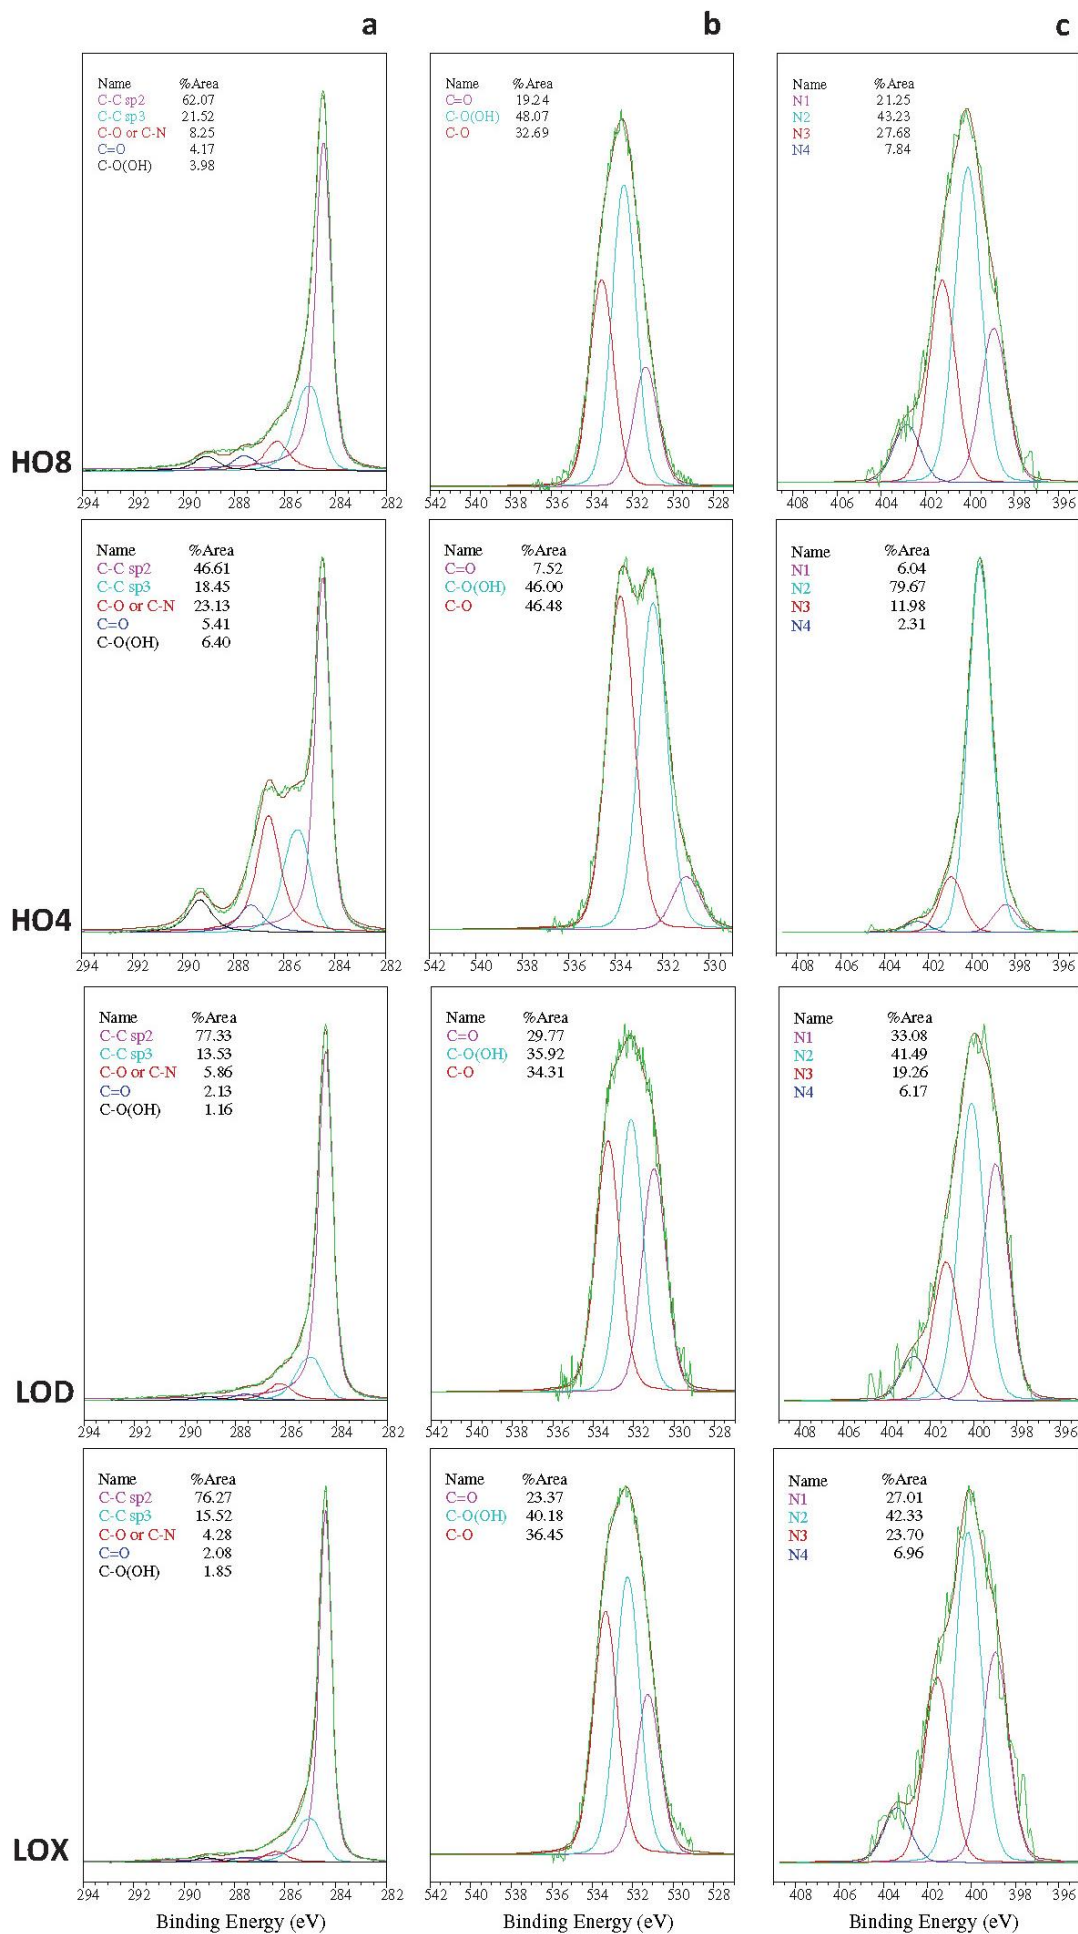 a b c
Name %Area
C-C sp2 62.07
C-C sp3 21.52
C-O or C-N 8.25
C=O 4.17
C-O(OH) 3.98
Name %Area
C=O 19.24
C-O(OH) 48.07
C-O 32.69
Name %Area
N1 21.25
N2 43.23
N3 27.68
N4 7.84
HO8
294 292 290 288 286 284 282
542 540 538 536 534 532 530 528
408 406 404 402 400 398 396
Name %Area
C-C sp2 46.61
C-C sp3 18.45
C-O or C-N 23.13
C=O 5.41
C-O(OH) 6.40
Name %Area
C=O 7.52
C-O(OH) 46.00
C-O 46.48
Name %Area
N1 6.04
N2 79.67
N3 11.98
N4 2.31
HO4
294 292 290 288 286 284 282
542 540 538 536 534 532 530
408 406 404 402 400 398 396
Name %Area
C-C sp2 77.33
C-C sp3 13.53
C-O or C-N 5.86
C=O 2.13
C-O(OH) 1.16
Name %Area
C=O 29.77
C-O(OH) 35.92
C-O 34.31
Name %Area
N1 33.08
N2 41.49
N3 19.26
N4 6.17
LOD
294 292 290 288 286 284 282
542 540 538 536 534 532 530 528
408 406 404 402 400 398 396
Name %Area
C-C sp2 76.27
C-C sp3 15.52
C-O or C-N 4.28
C=O 2.08
C-O(OH) 1.85
Name %Area
C=O 23.37
C-O(OH) 40.18
C-O 36.45
Name %Area
N1 27.01
N2 42.33
N3 23.70
N4 6.96
LOX
294 292 290 288 286 284 282
542 540 538 536 534 532 530 528
408 406 404 402 400 398 396
Binding Energy (eV) Binding Energy (eV) Binding Energy (eV)